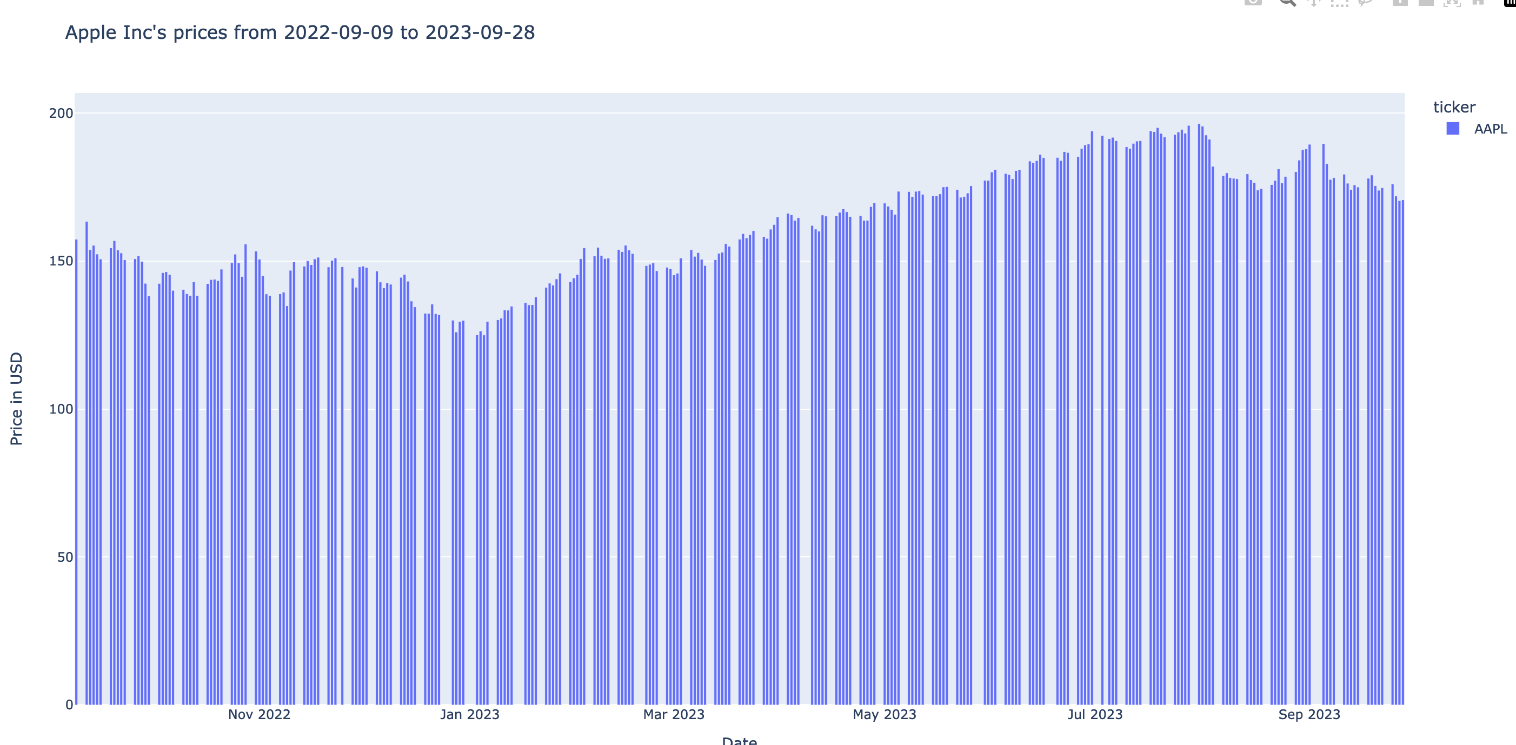 Apple Inc's prices from 2022-09-09 to 2023-09-28
200
150
100
50
0
Price in USD
Nov 2022
Jan 2023
Mar 2023
May 2023
Jul 2023
Sep 2023
Date
ticker
AAPL